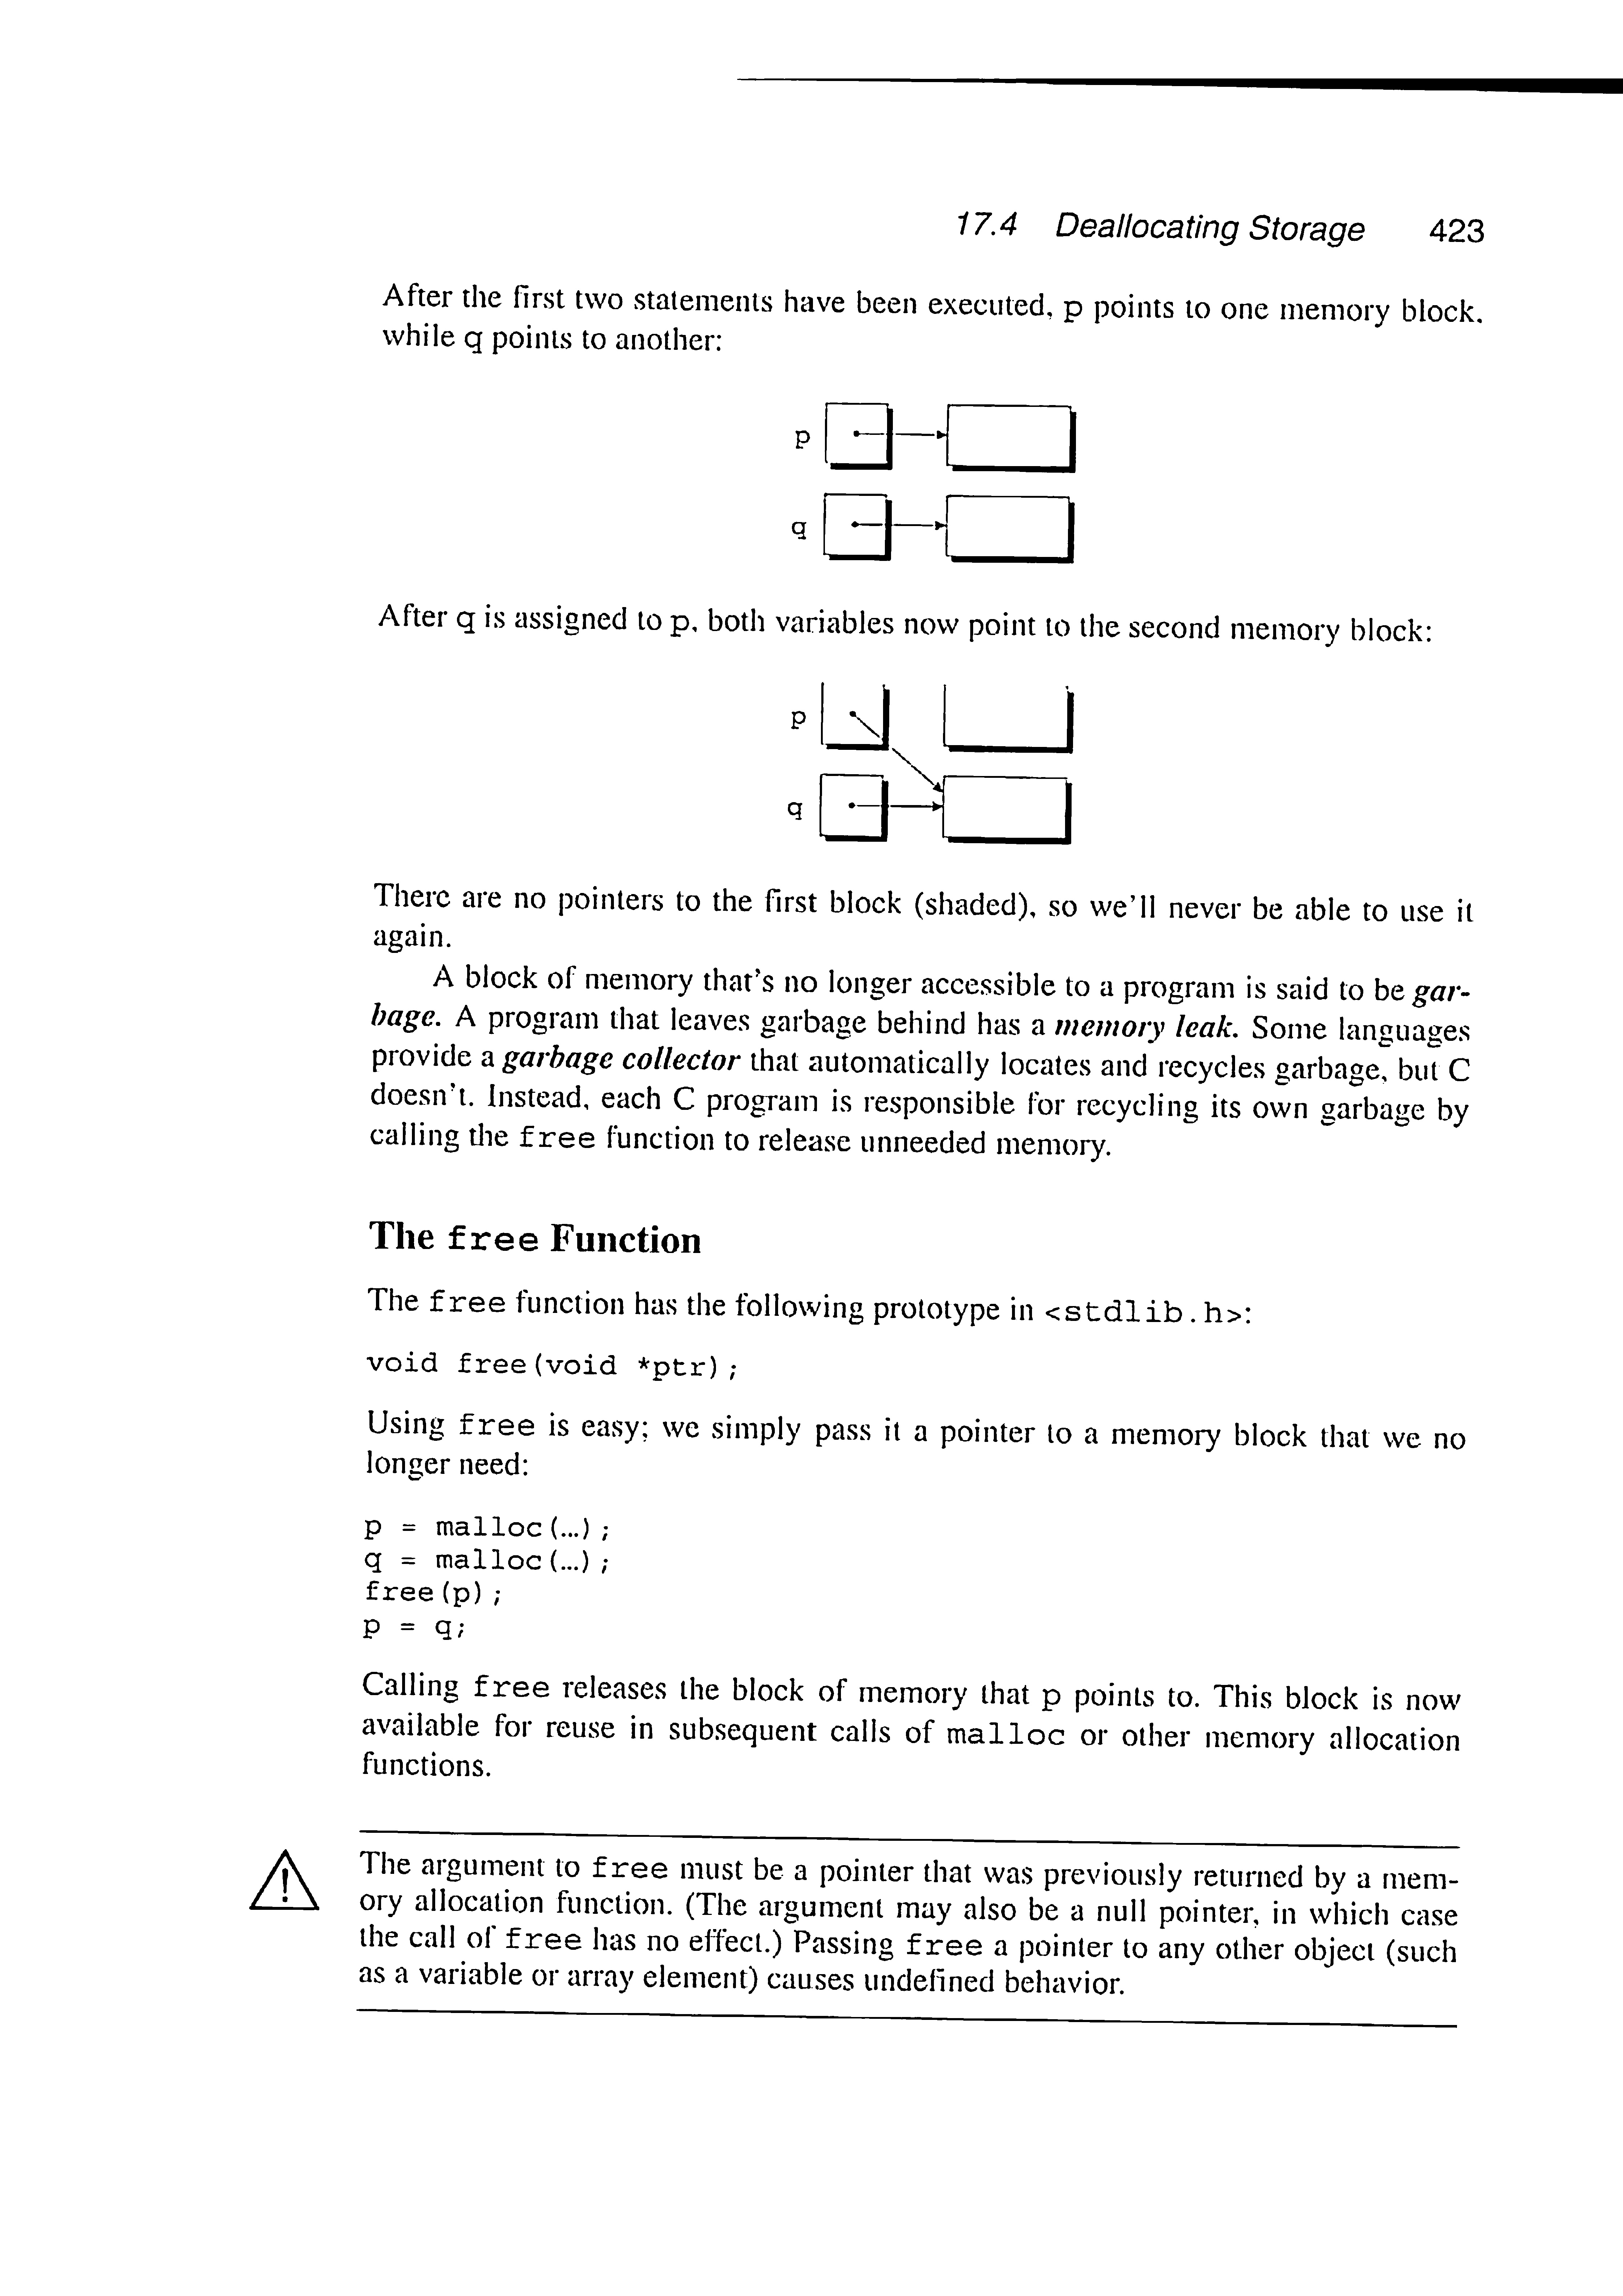 17.4 Deallocating Storage 423
After the first two statements have been executed, p points to one memory block,
while q points to another:
p
q
After q is assigned to p, both variables now point to the second memory block:
p
q
There are no pointers to the first block (shaded), so we'll never be able to use it
again.
A block of memory that's no longer accessible to a program is said to be gar-
bage. A program that leaves garbage behind has a memory leak. Some languages
provide a garbage collector that automatically locates and recycles garbage, but C
doesn't. Instead, each C program is responsible for recycling its own garbage by
calling the free function to release unneeded memory.
The free Function
The free function has the following prototype in <stdlib.h>:
void free(void *ptr);
Using free is easy; we simply pass it a pointer to a memory block that we no
longer need:
p = malloc(…);
q = malloc(…);
free(p);
p = q;
Calling free releases the block of memory that p points to. This block is now
available for reuse in subsequent calls of malloc or other memory allocation
functions.
The argument to free must be a pointer that was previously returned by a mem-
ory allocation function. (The argument may also be a null pointer, in which case
the call of free has no effect.) Passing free a pointer to any other object (such
as a variable or array element) causes undefined behavior.